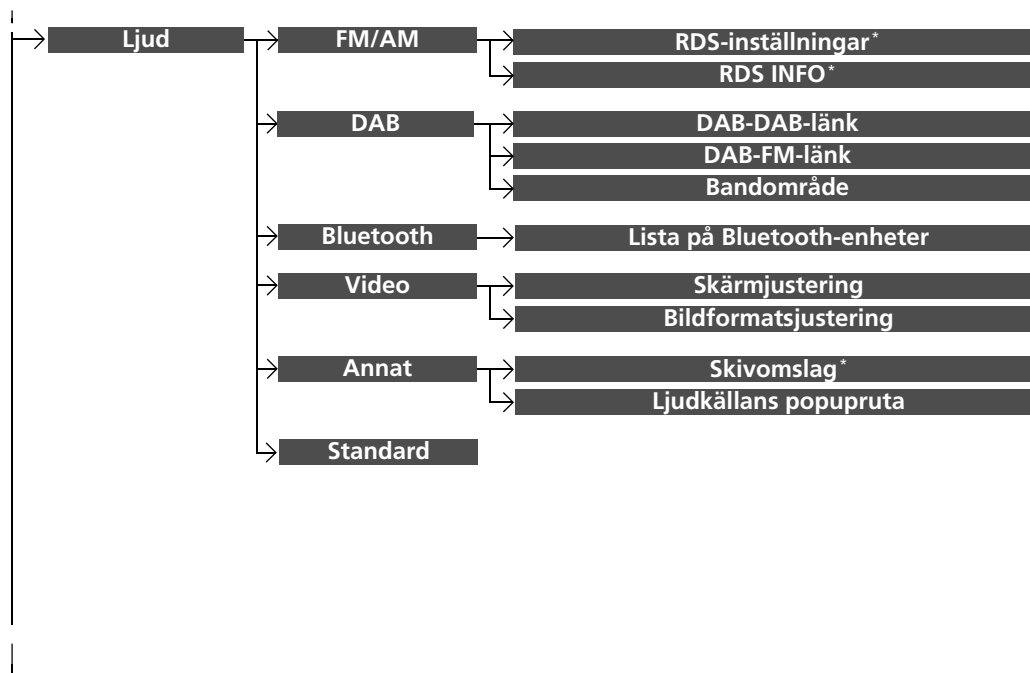 Ljud
FM/AM
RDS-inställningar*
RDS INFO*
DAB
DAB-DAB-länk
DAB-FM-länk
Bandområde
Bluetooth
Lista på Bluetooth-enheter
Video
Skärmjustering
Bildformatsjustering
Annat
Skivomslag*
Ljudkällans popupruta
Standard